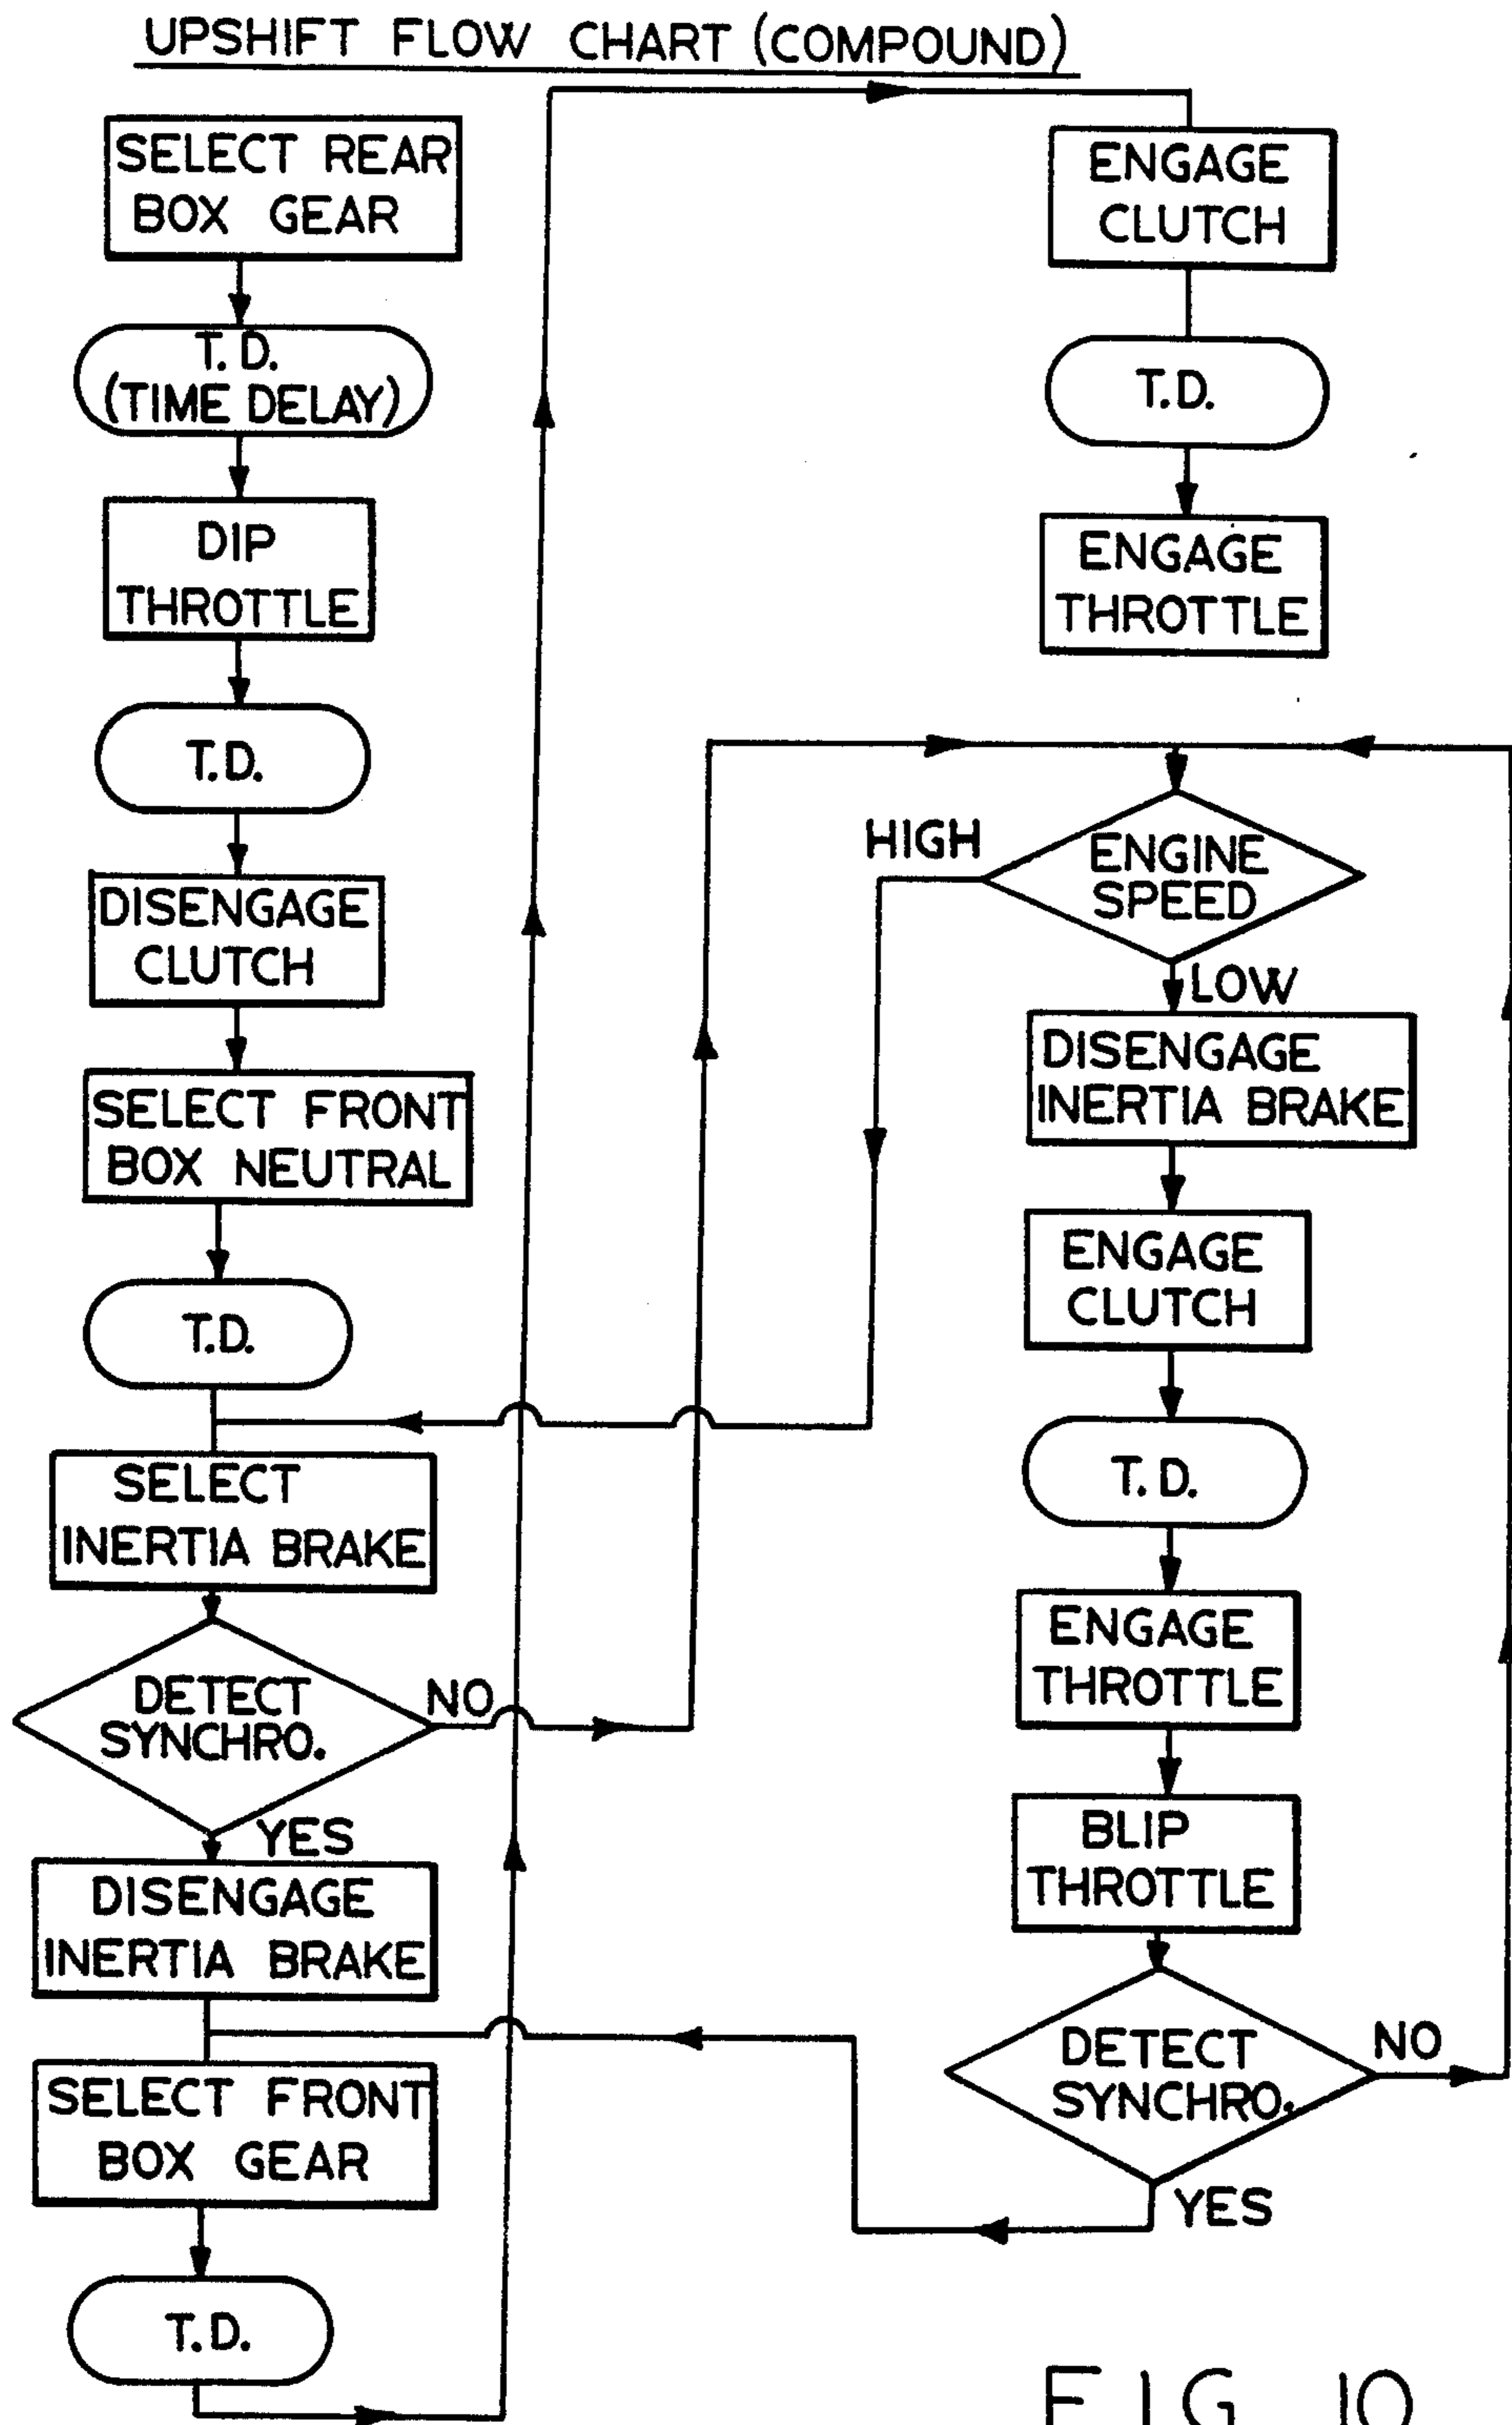 UPSHIFT FLOW CHART (COMPOUND)
SELECT REAR
BOX GEAR
T.D.
(TIME DELAY)
DIP
THROTTLE
T.D.
DISENGAGE
CLUTCH
SELECT FRONT
BOX NEUTRAL
T.D.
SELECT
INERTIA BRAKE
DETECT
SYNCHRO.
NO
YES
DISENGAGE
INERTIA BRAKE
SELECT FRONT
BOX GEAR
T.D.
ENGAGE
CLUTCH
T.D.
ENGAGE
THROTTLE
HIGH
ENGINE
SPEED
LOW
DISENGAGE
INERTIA BRAKE
ENGAGE
CLUTCH
T.D.
ENGAGE
THROTTLE
BLIP
THROTTLE
DETECT
SYNCHRO.
NO
YES
FIG 10